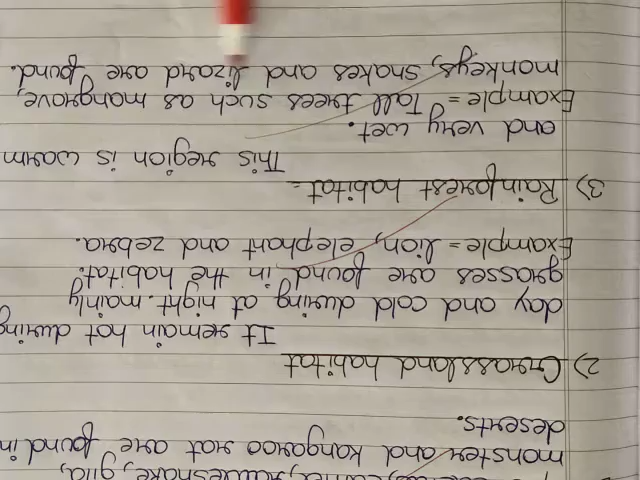 camel, rattlesnake, gila,
monster and kangaroo rat are found in
deserts.
2) Grassland habitat
It remain hot during
day and cold during at night. mainly
grasses are found in the habitat.
Example = lion, elephant and zebra.
3) Rainforest habitat =
This region is warm
and very wet.
Example = Tall trees such as mangrove,
monkeys, snakes and lizard are found.